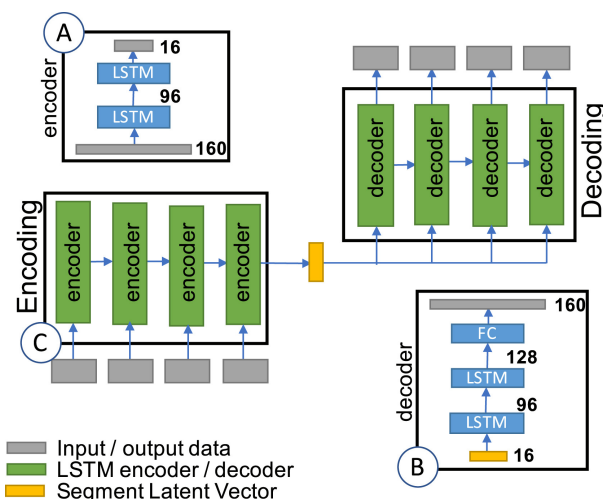 A
16
LSTM
96
LSTM
160
encoder
decoder
decoder
decoder
decoder
Decoding
Encoding
encoder
encoder
encoder
encoder
C
160
FC
128
LSTM
96
LSTM
16
decoder
B
Input / output data
LSTM encoder / decoder
Segment Latent Vector